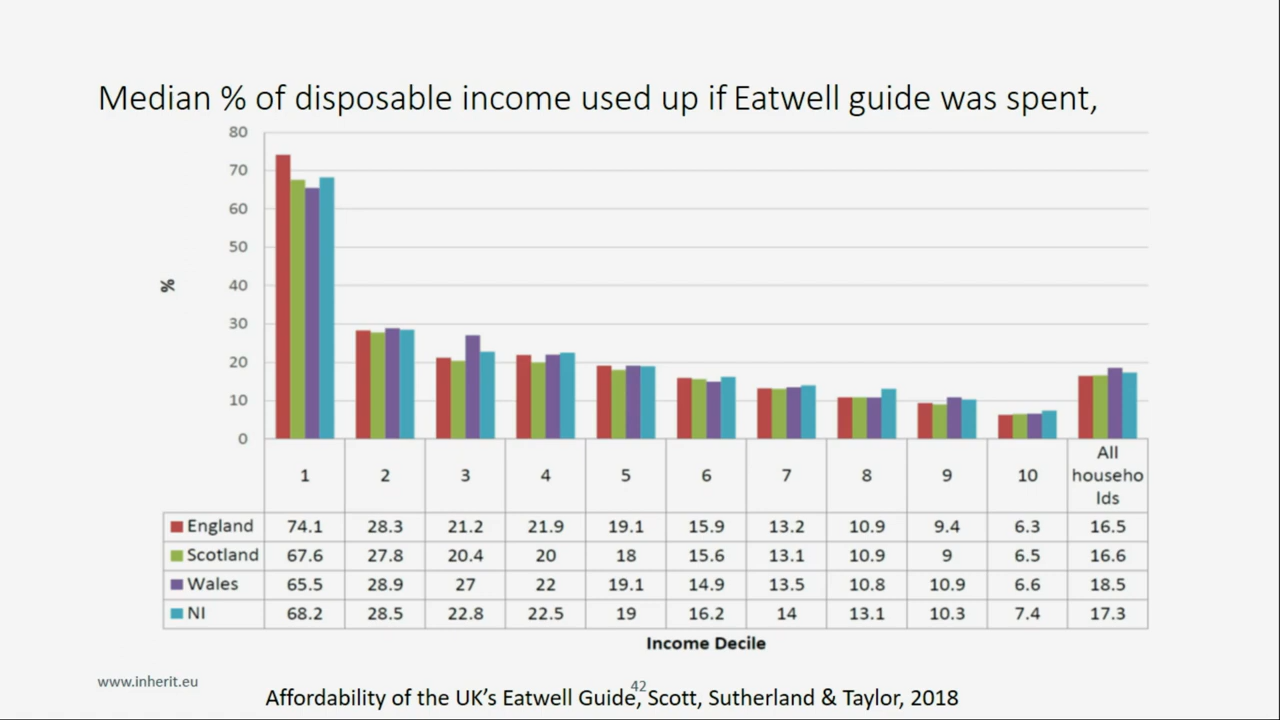 Median % of disposable income used up if Eatwell guide was spent,
80
70
60
50
40
30
20
10
0
%
1 2 3 4 5 6 7 8 9 10 All househo lds
England 74.1 28.3 21.2 21.9 19.1 15.9 13.2 10.9 9.4 6.3 16.5
Scotland 67.6 27.8 20.4 20 18 15.6 13.1 10.9 9 6.5 16.6
Wales 65.5 28.9 27 22 19.1 14.9 13.5 10.8 10.9 6.6 18.5
NI 68.2 28.5 22.8 22.5 19 16.2 14 13.1 10.3 7.4 17.3
Income Decile
www.inherit.eu
42
Affordability of the UK’s Eatwell Guide, Scott, Sutherland & Taylor, 2018